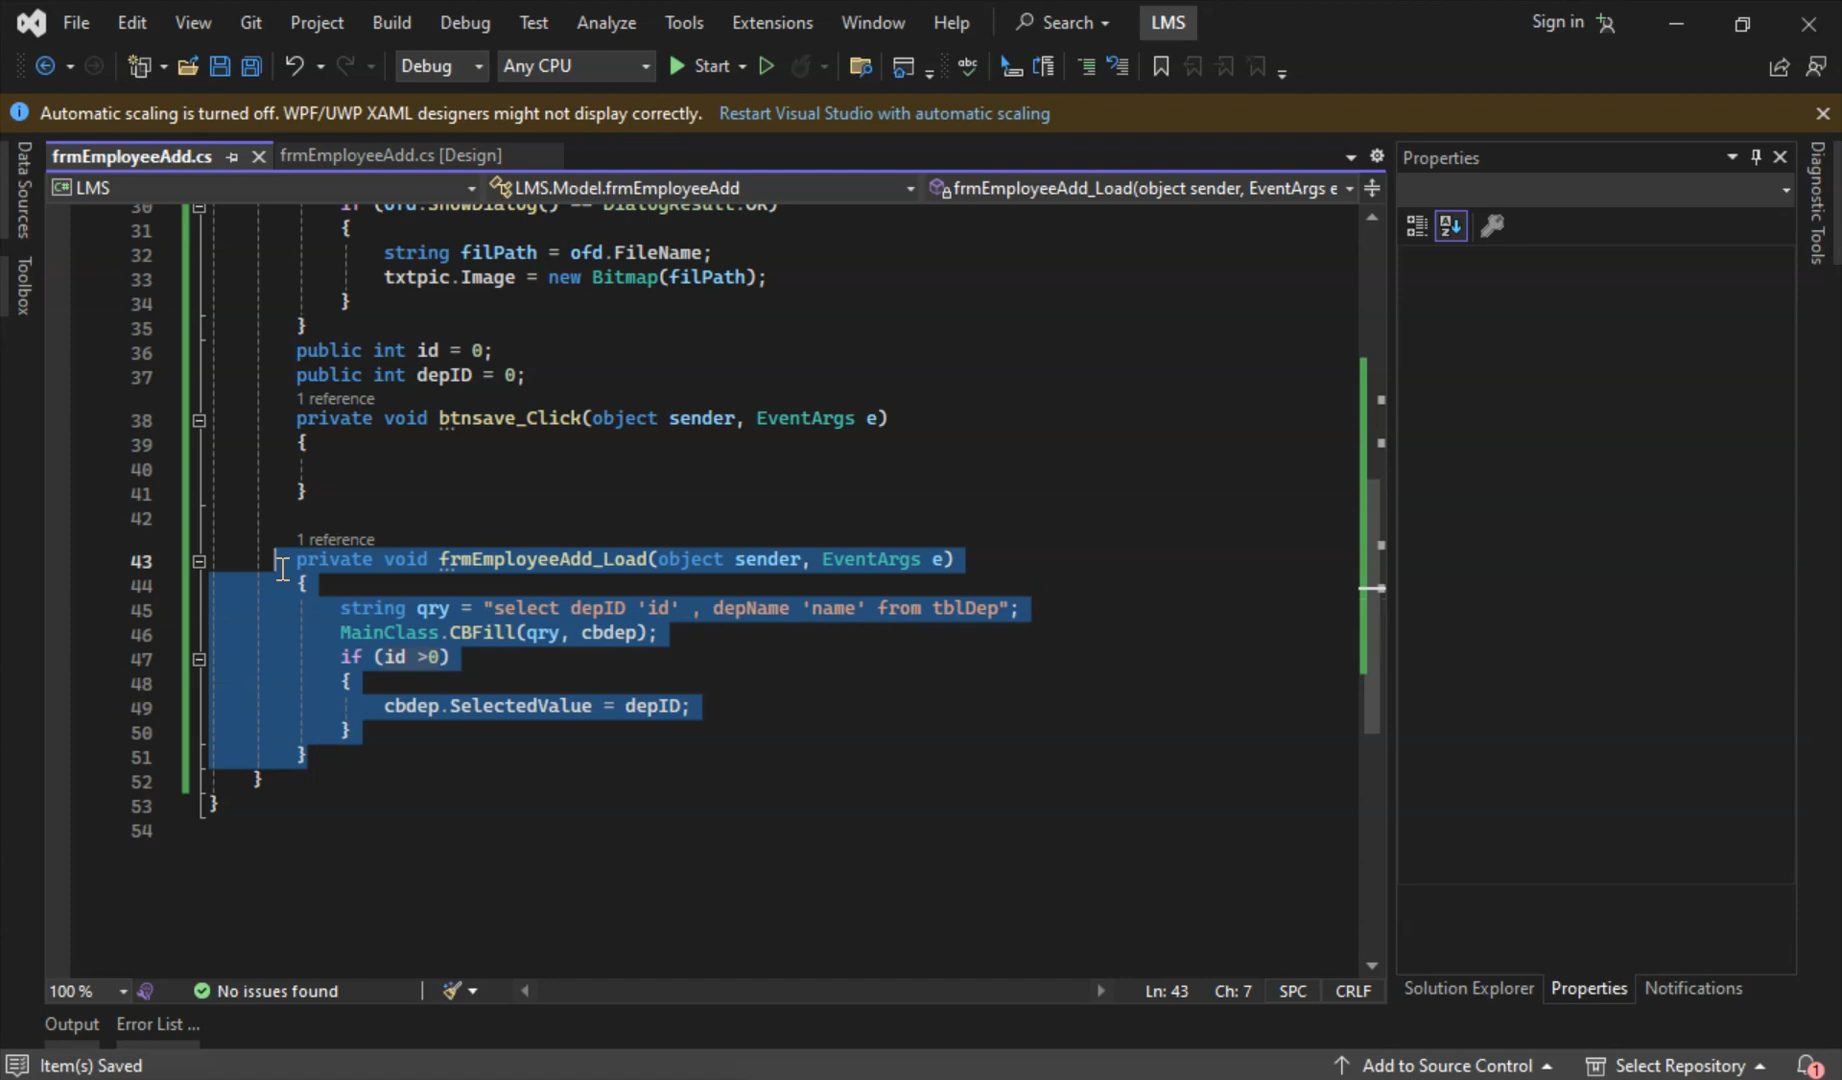 File Edit View Git Project Build Debug Test Analyze Tools Extensions Window Help Search LMS Sign in
Debug Any CPU Start
Automatic scaling is turned off. WPF/UWP XAML designers might not display correctly. Restart Visual Studio with automatic scaling
Data Sources
Toolbox
frmEmployeeAdd.cs frmEmployeeAdd.cs [Design]
C# LMS LMS.Model.frmEmployeeAdd frmEmployeeAdd_Load(object sender, EventArgs e
30 if (ofd.ShowDialog() == DialogResult.OK)
31 {
32 string filPath = ofd.FileName;
33 txtpic.Image = new Bitmap(filPath);
34 }
35 }
36 public int id = 0;
37 public int depID = 0;
1 reference
38 private void btnsave_Click(object sender, EventArgs e)
39 {
40
41 }
42
1 reference
43 private void frmEmployeeAdd_Load(object sender, EventArgs e)
44 {
45 string qry = "select depID 'id' , depName 'name' from tblDep";
46 MainClass.CBFill(qry, cbdep);
47 if (id >0)
48 {
49 cbdep.SelectedValue = depID;
50 }
51 }
52 }
53 }
54
100 % No issues found Ln: 43 Ch: 7 SPC CRLF
Properties
A
Z
Diagnostic Tools
Solution Explorer Properties Notifications
Output Error List ...
Item(s) Saved Add to Source Control Select Repository 1